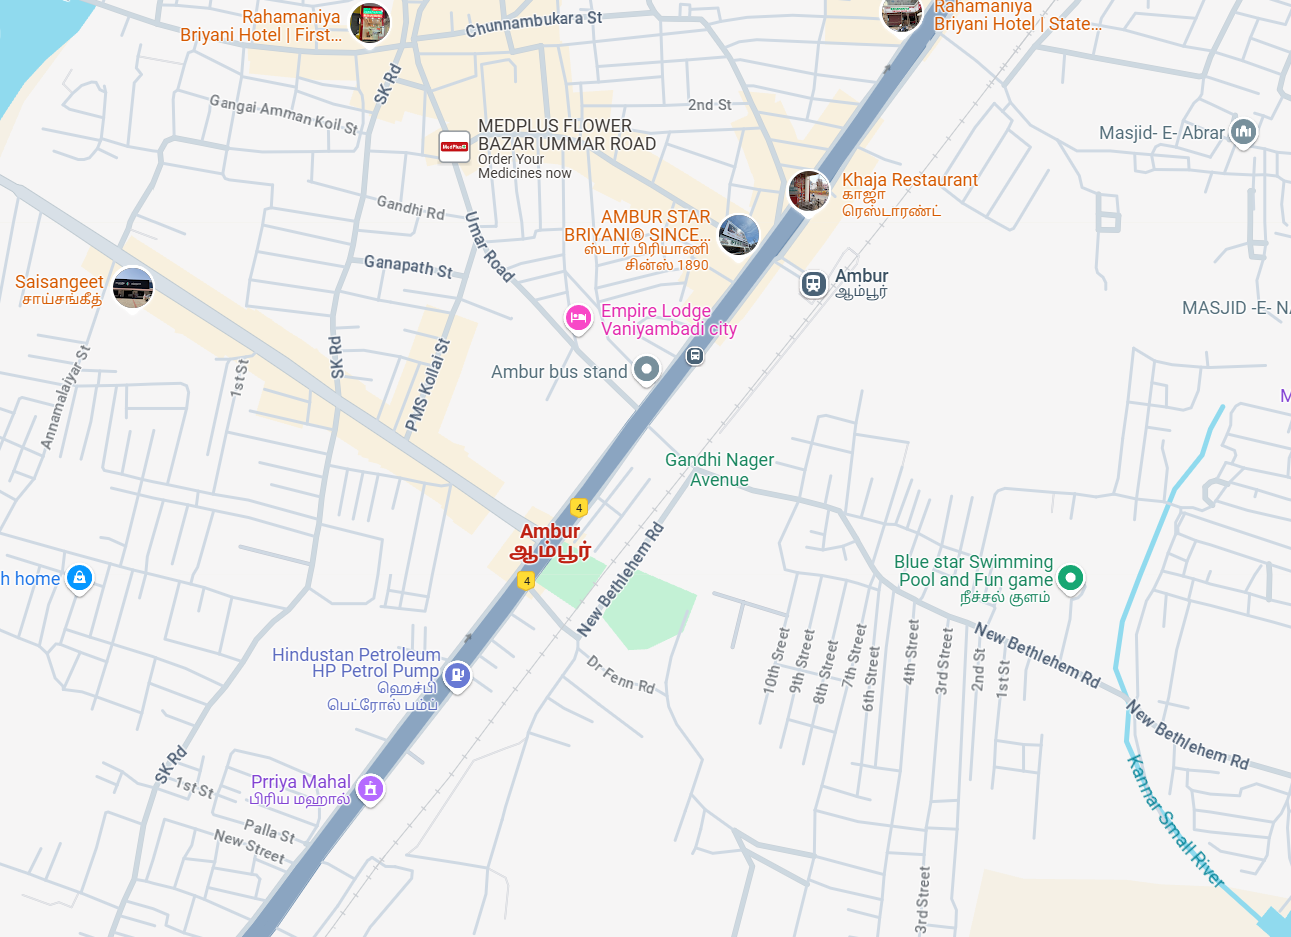 Rahamaniya
Briyani Hotel | First...
Chunnambukara St
Rahamaniya
Briyani Hotel | State...
SK Rd
Gangai Amman Koil St
2nd St
MEDPLUS FLOWER
BAZAR UMMAR ROAD
Order Your
Medicines now
MedPlus
Masjid- E- Abrar
Khaja Restaurant
காஜா
ரெஸ்டாரண்ட்
Gandhi Rd
Umar Road
AMBUR STAR
BRIYANI® SINCE...
ஸ்டார் பிரியாணி
சின்ஸ் 1890
Ganapath St
Saisangeet
சாய்சங்கீத்
Ambur
ஆம்பூர்
MASJID -E- NA
Empire Lodge
Vaniyambadi city
SK Rd
PMS Kollai St
1st St
Annamalaiyar St
Ambur bus stand
Gandhi Nager
Avenue
4
Ambur
ஆம்பூர்
4
New Bethlehem Rd
Blue star Swimming
Pool and Fun game
நீச்சல் குளம்
h home
New Bethlehem Rd
Hindustan Petroleum
HP Petrol Pump
ஹெச்பி
பெட்ரோல் பம்ப்
Dr Fenn Rd
10th Sreet
9th Street
8th Street
7th Street
6th Street
4th Street
3rd Street
2nd St
1st St
New Bethlehem Rd
SK Rd
1st St
Prriya Mahal
பிரிய மஹால்
Palla St
New Street
Kannar Small River
3rd Street
M